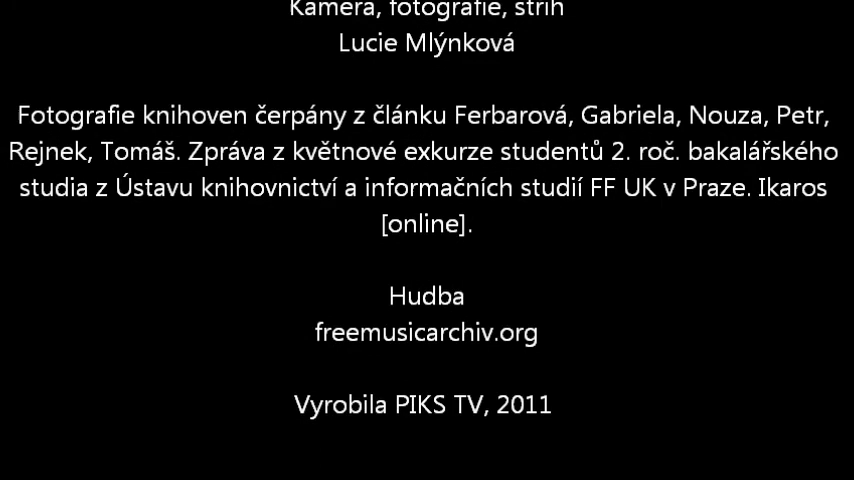 Kamera, fotografie, střih
Lucie Mlýnková
Fotografie knihoven čerpány z článku Ferbarová, Gabriela, Nouza, Petr,
Rejnek, Tomáš. Zpráva z květnové exkurze studentů 2. roč. bakalářského
studia z Ústavu knihovnictví a informačních studií FF UK v Praze. Ikaros
[online].
Hudba
freemusicarchiv.org
Vyrobila PIKS TV, 2011